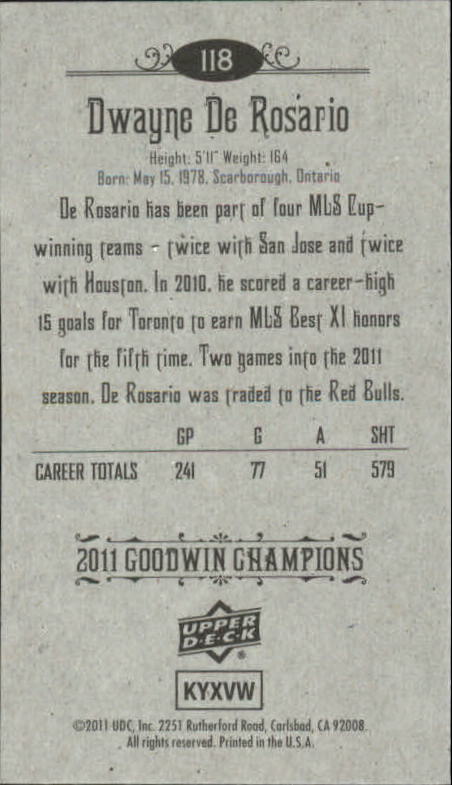 118
Dwayne De Rosario
Height: 5'11" Weight: 164
Born: May 15, 1978, Scarborough, Ontario
De Rosario has been part of four MLS Cup-
winning teams - twice with San Jose and twice
with Houston. In 2010, he scored a career-high
15 goals for Toronto to earn MLS Best XI honors
for the fifth time. Two games into the 2011
season, De Rosario was traded to the Red Bulls.
GP G A SHT
CAREER TOTALS 241 77 51 579
2011 GOODWIN CHAMPIONS
UPPER
D•E•C•K
®
KYXVW
©2011 UDC, Inc. 2251 Rutherford Road, Carlsbad, CA 92008.
All rights reserved. Printed in the U.S.A.